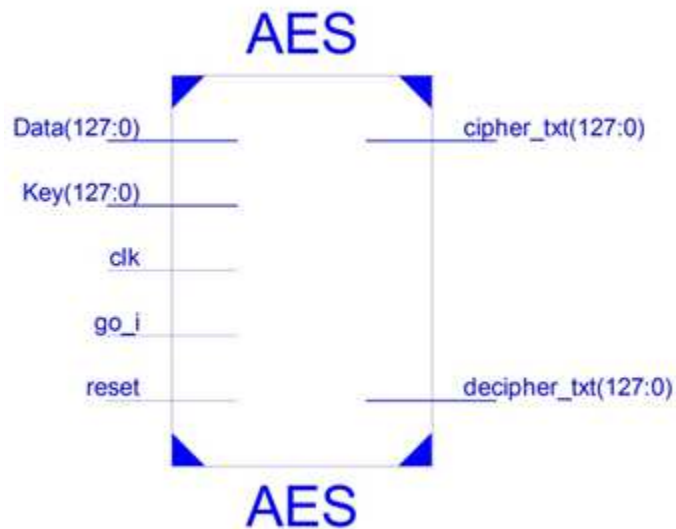 AES
Data(127:0)
cipher_txt(127:0)
Key(127:0)
clk
go_i
reset
decipher_txt(127:0)
AES